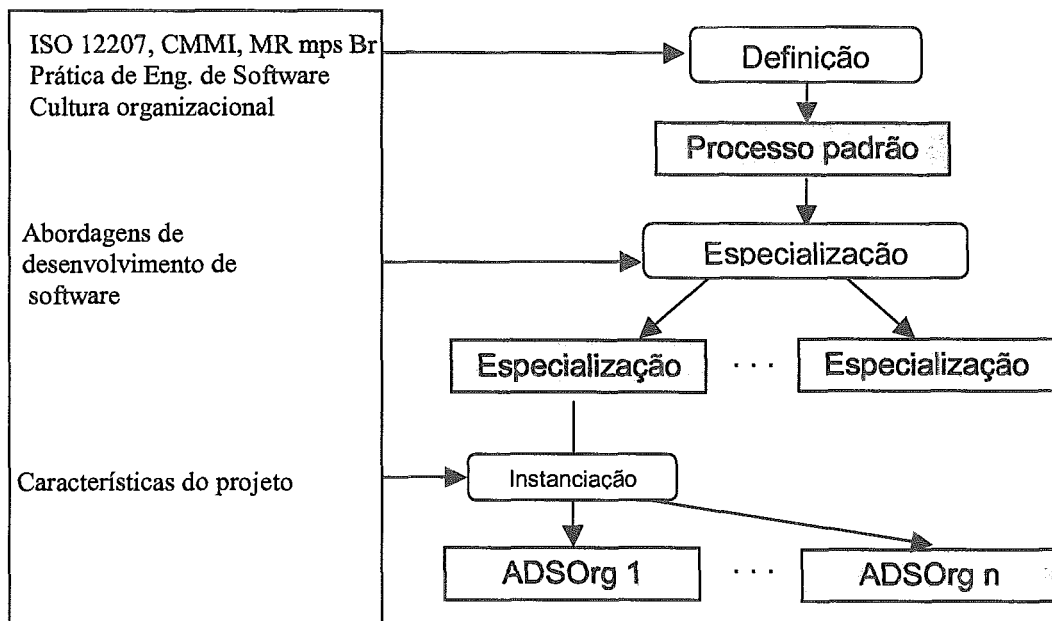 ISO 12207, CMMI, MR mps Br
Prática de Eng. de Software
Cultura organizacional
Definição
Processo padrão
Abordagens de
desenvolvimento de
software
Especialização
Especialização . . . Especialização
Características do projeto
Instanciação
ADSOrg 1 . . . ADSOrg n